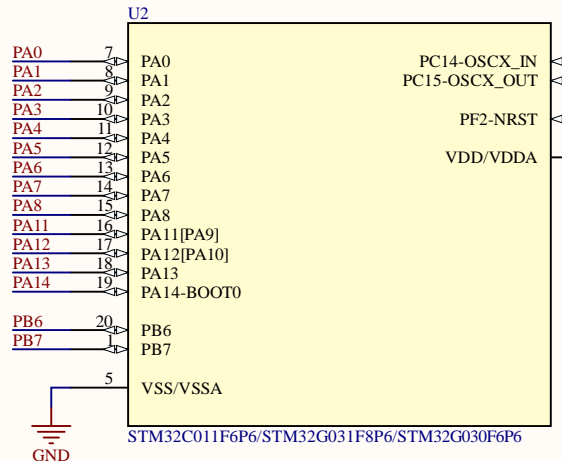 U2
PA0 7 PA0 PC14-OSCX_IN
PA1 8 PA1 PC15-OSCX_OUT
PA2 9 PA2
PA3 10 PA3 PF2-NRST
PA4 11 PA4
PA5 12 PA5 VDD/VDDA
PA6 13 PA6
PA7 14 PA7
PA8 15 PA8
PA11 16 PA11[PA9]
PA12 17 PA12[PA10]
PA13 18 PA13
PA14 19 PA14-BOOT0
PB6 20 PB6
PB7 1 PB7
5 VSS/VSSA
STM32C011F6P6/STM32G031F8P6/STM32G030F6P6
GND